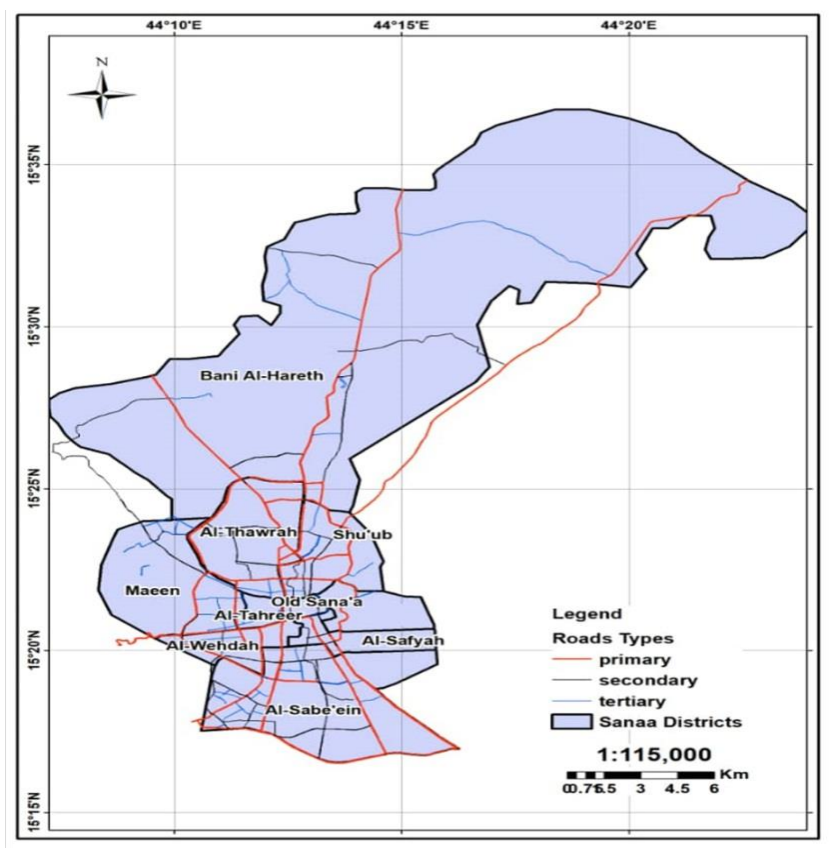 44°10'E 44°15'E 44°20'E
N
15°35'N
15°30'N
Bani Al-Hareth
15°25'N
Al-Thawrah
Shu'ub
Maeen
Old Sana'a
Al-Tahreer
15°20'N
Al-Wehdah
Al-Safyah
Al-Sabe'ein
15°15'N
Legend
Roads Types
primary
secondary
tertiary
Sanaa Districts
1:115,000
Km
3 4.5 6